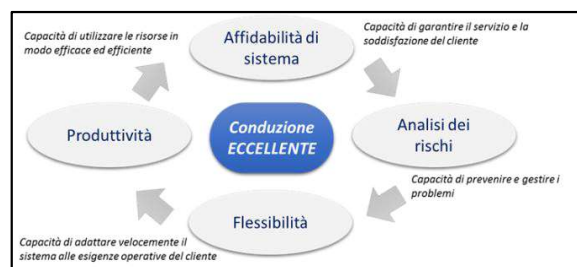 Capacità di utilizzare le risorse in
modo efficace ed efficiente
Affidabilità di
sistema
Capacità di garantire il servizio e la
soddisfazione del cliente
Produttività
Conduzione
ECCELLENTE
Analisi dei
rischi
Capacità di prevenire e gestire i
problemi
Flessibilità
Capacità di adattare velocemente il
sistema alle esigenze operative del cliente